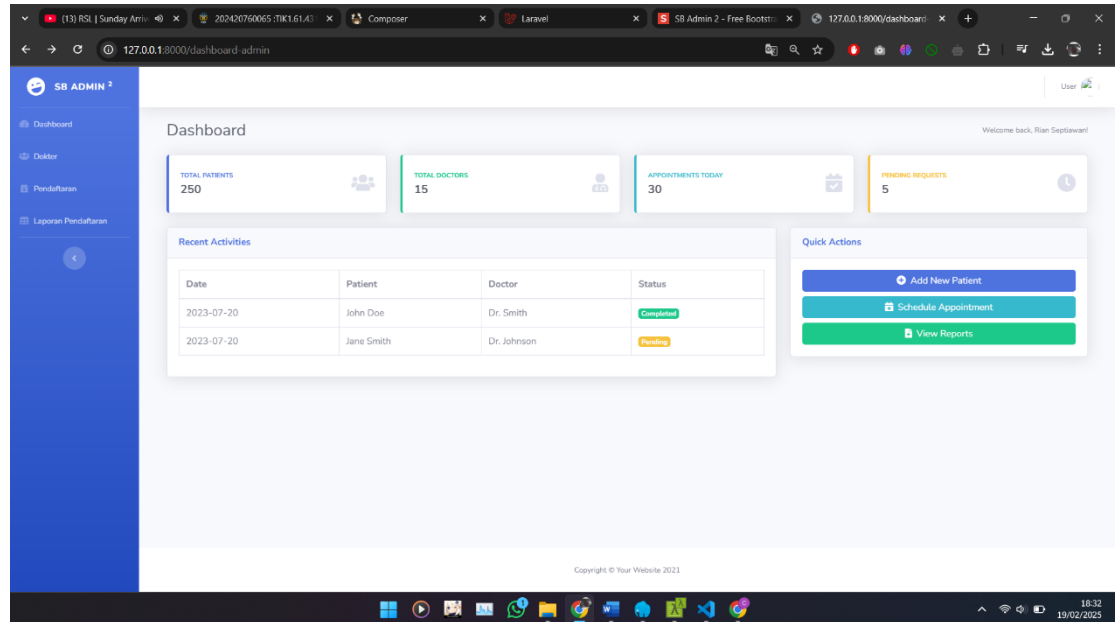 (13) RSL | Sunday Arriv
202420760065 :TIK1.61.431
Composer
Laravel
SB Admin 2 - Free Bootstra
127.0.0.1:8000/dashboard-
127.0.0.1:8000/dashboard-admin
SB ADMIN 2
User
Dashboard
Dokter
Pendaftaran
Laporan Pendaftaran
Dashboard
Welcome back, Rian Septiawan!
TOTAL PATIENTS
250
TOTAL DOCTORS
15
APPOINTMENTS TODAY
30
PENDING REQUESTS
5
Recent Activities
Date Patient Doctor Status
2023-07-20 John Doe Dr. Smith Completed
2023-07-20 Jane Smith Dr. Johnson Pending
Quick Actions
Add New Patient
Schedule Appointment
View Reports
Copyright © Your Website 2021
18:32
19/02/2025